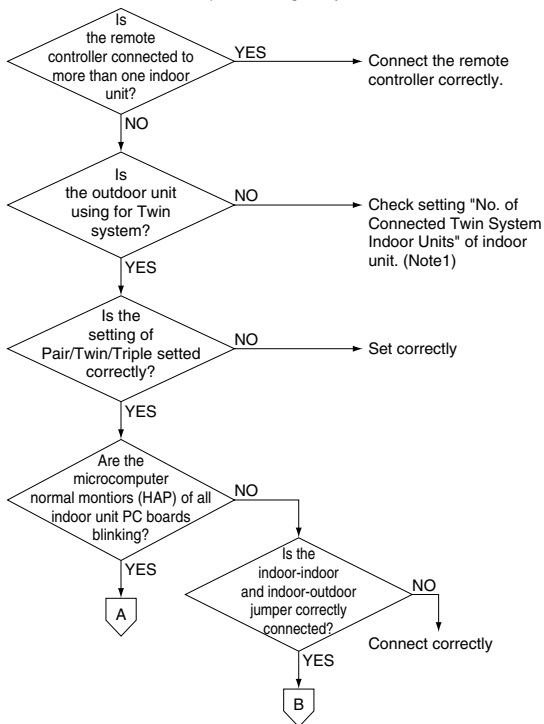 Is
the remote
controller connected to
more than one indoor
unit?
YES
Connect the remote
controller correctly.
NO
Is
the outdoor unit
using for Twin
system?
NO
Check setting "No. of
Connected Twin System
Indoor Units" of indoor
unit. (Note1)
YES
Is the
setting of
Pair/Twin/Triple setted
correctly?
NO
Set correctly
YES
Are the
microcomputer
normal montiors (HAP) of all
indoor unit PC boards
blinking?
NO
YES
A
Is the
indoor-indoor
and indoor-outdoor
jumper correctly
connected?
NO
Connect correctly
YES
B